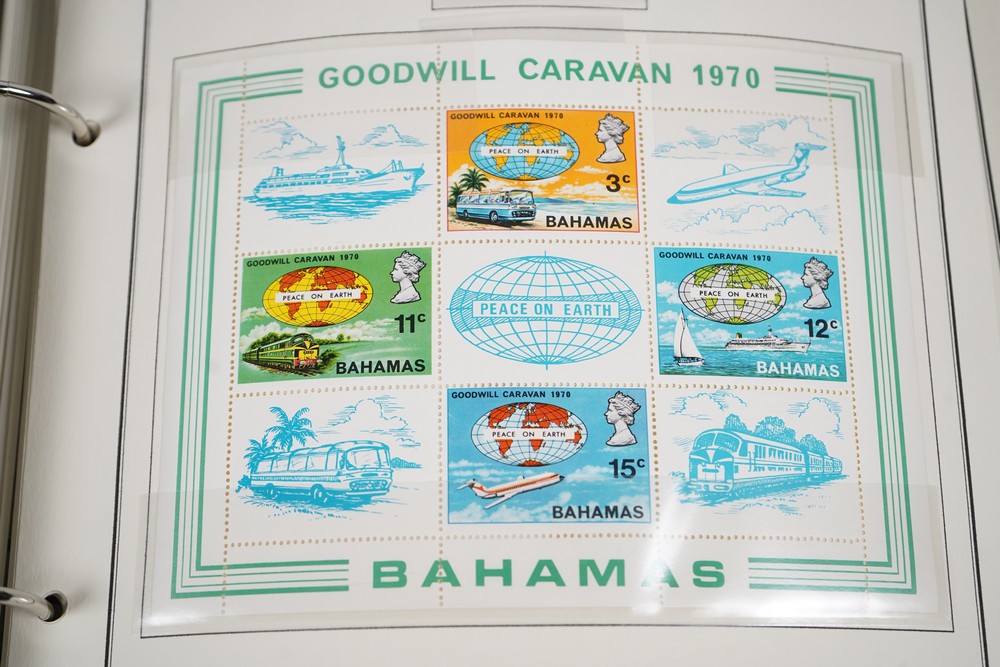 GOODWILL CARAVAN 1970
GOODWILL CARAVAN 1970
PEACE ON EARTH
3c
BAHAMAS
GOODWILL CARAVAN 1970
PEACE ON EARTH
11c
BAHAMAS
PEACE ON EARTH
GOODWILL CARAVAN 1970
PEACE ON EARTH
12c
BAHAMAS
GOODWILL CARAVAN 1970
PEACE ON EARTH
15c
BAHAMAS
BAHAMAS